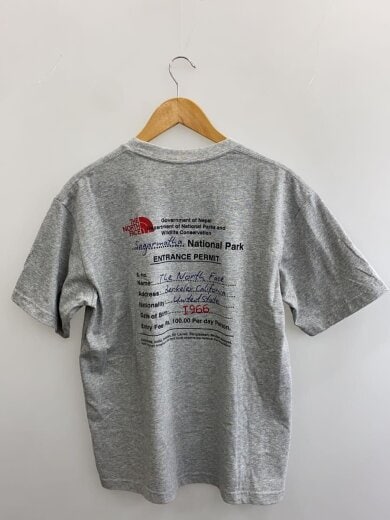 THE
NORTH
FACE
Government of Nepal
Department of National Parks and
Wildlife Conservation
Sagarmatha National Park
ENTRANCE PERMIT
S.no.
Name: The North Face
Address: Berkeley California
Nationality: United State
Date of Birth: 1966
Entry Fee Rs. 100.00 Per day Person.